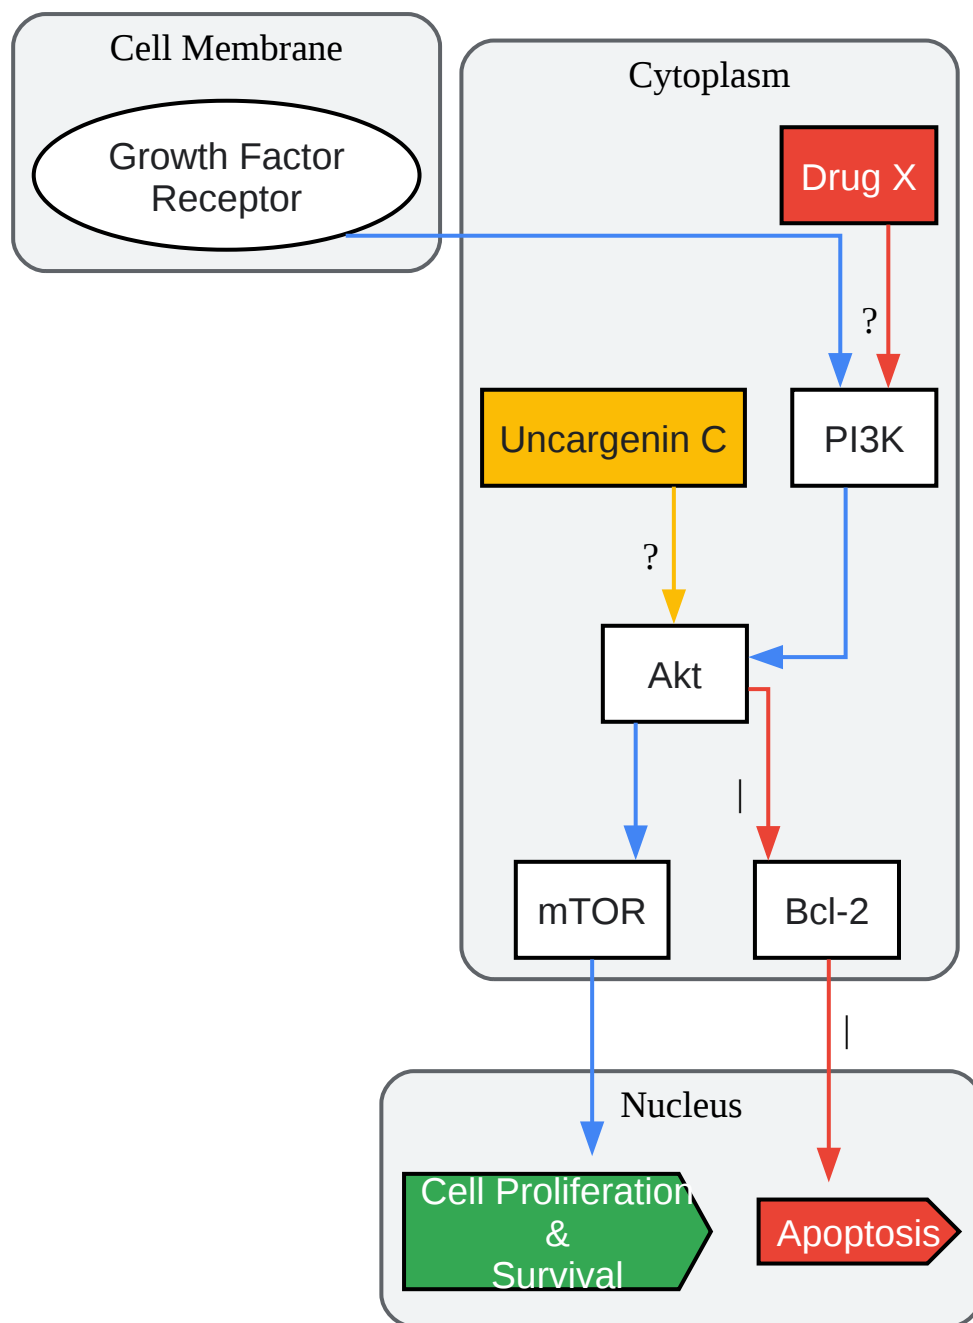 Cell Membrane
Growth Factor
Receptor
Cytoplasm
Drug X
?
Uncargenin C
PI3K
?
Akt
|
mTOR
Bcl-2
|
Nucleus
Cell Proliferation
&
Survival
Apoptosis